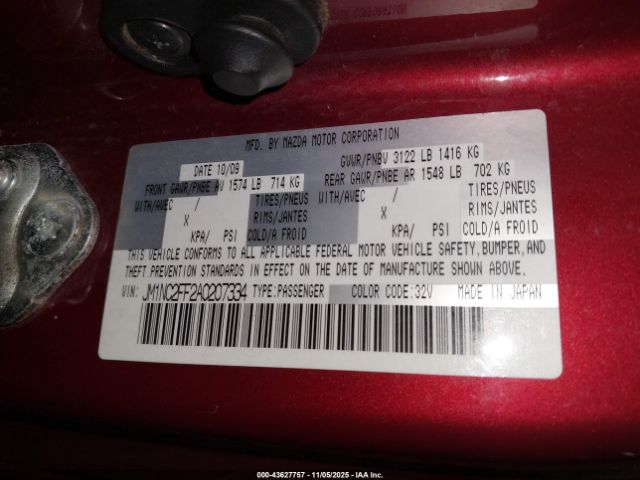 MFD. BY MAZDA MOTOR CORPORATION
DATE 10/09 GVWR/PNBV 3122 LB 1416 KG
FRONT GAWR/PNBE AV 1574 LB 714 KG REAR GAWR/PNBE AR 1548 LB 702 KG
WITH/AVEC / TIRES/PNEUS WITH/AVEC / TIRES/PNEUS
X RIMS/JANTES X RIMS/JANTES
KPA/ PSI COLD/A FROID KPA/ PSI COLD/A FROID
THIS VEHICLE CONFORMS TO ALL APPLICABLE FEDERAL MOTOR VEHICLE SAFETY, BUMPER, AND
THEFT PREVENTION STANDARDS IN EFFECT ON THE DATE OF MANUFACTURE SHOWN ABOVE.
VIN: JM1NC2FF2A0207334 TYPE:PASSENGER COLOR CODE:32V MADE IN JAPAN
000-43627757 - 11/05/2025 - IAA Inc.